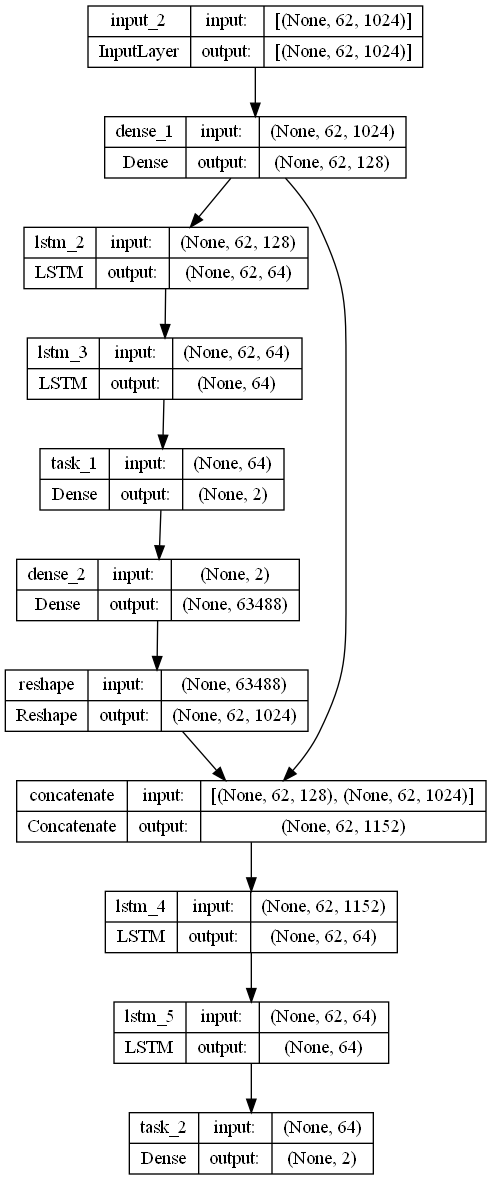 input_2 input: [(None, 62, 1024)]
InputLayer output: [(None, 62, 1024)]
dense_1 input: (None, 62, 1024)
Dense output: (None, 62, 128)
lstm_2 input: (None, 62, 128)
LSTM output: (None, 62, 64)
lstm_3 input: (None, 62, 64)
LSTM output: (None, 64)
task_1 input: (None, 64)
Dense output: (None, 2)
dense_2 input: (None, 2)
Dense output: (None, 63488)
reshape input: (None, 63488)
Reshape output: (None, 62, 1024)
concatenate input: [(None, 62, 128), (None, 62, 1024)]
Concatenate output: (None, 62, 1152)
lstm_4 input: (None, 62, 1152)
LSTM output: (None, 62, 64)
lstm_5 input: (None, 62, 64)
LSTM output: (None, 64)
task_2 input: (None, 64)
Dense output: (None, 2)